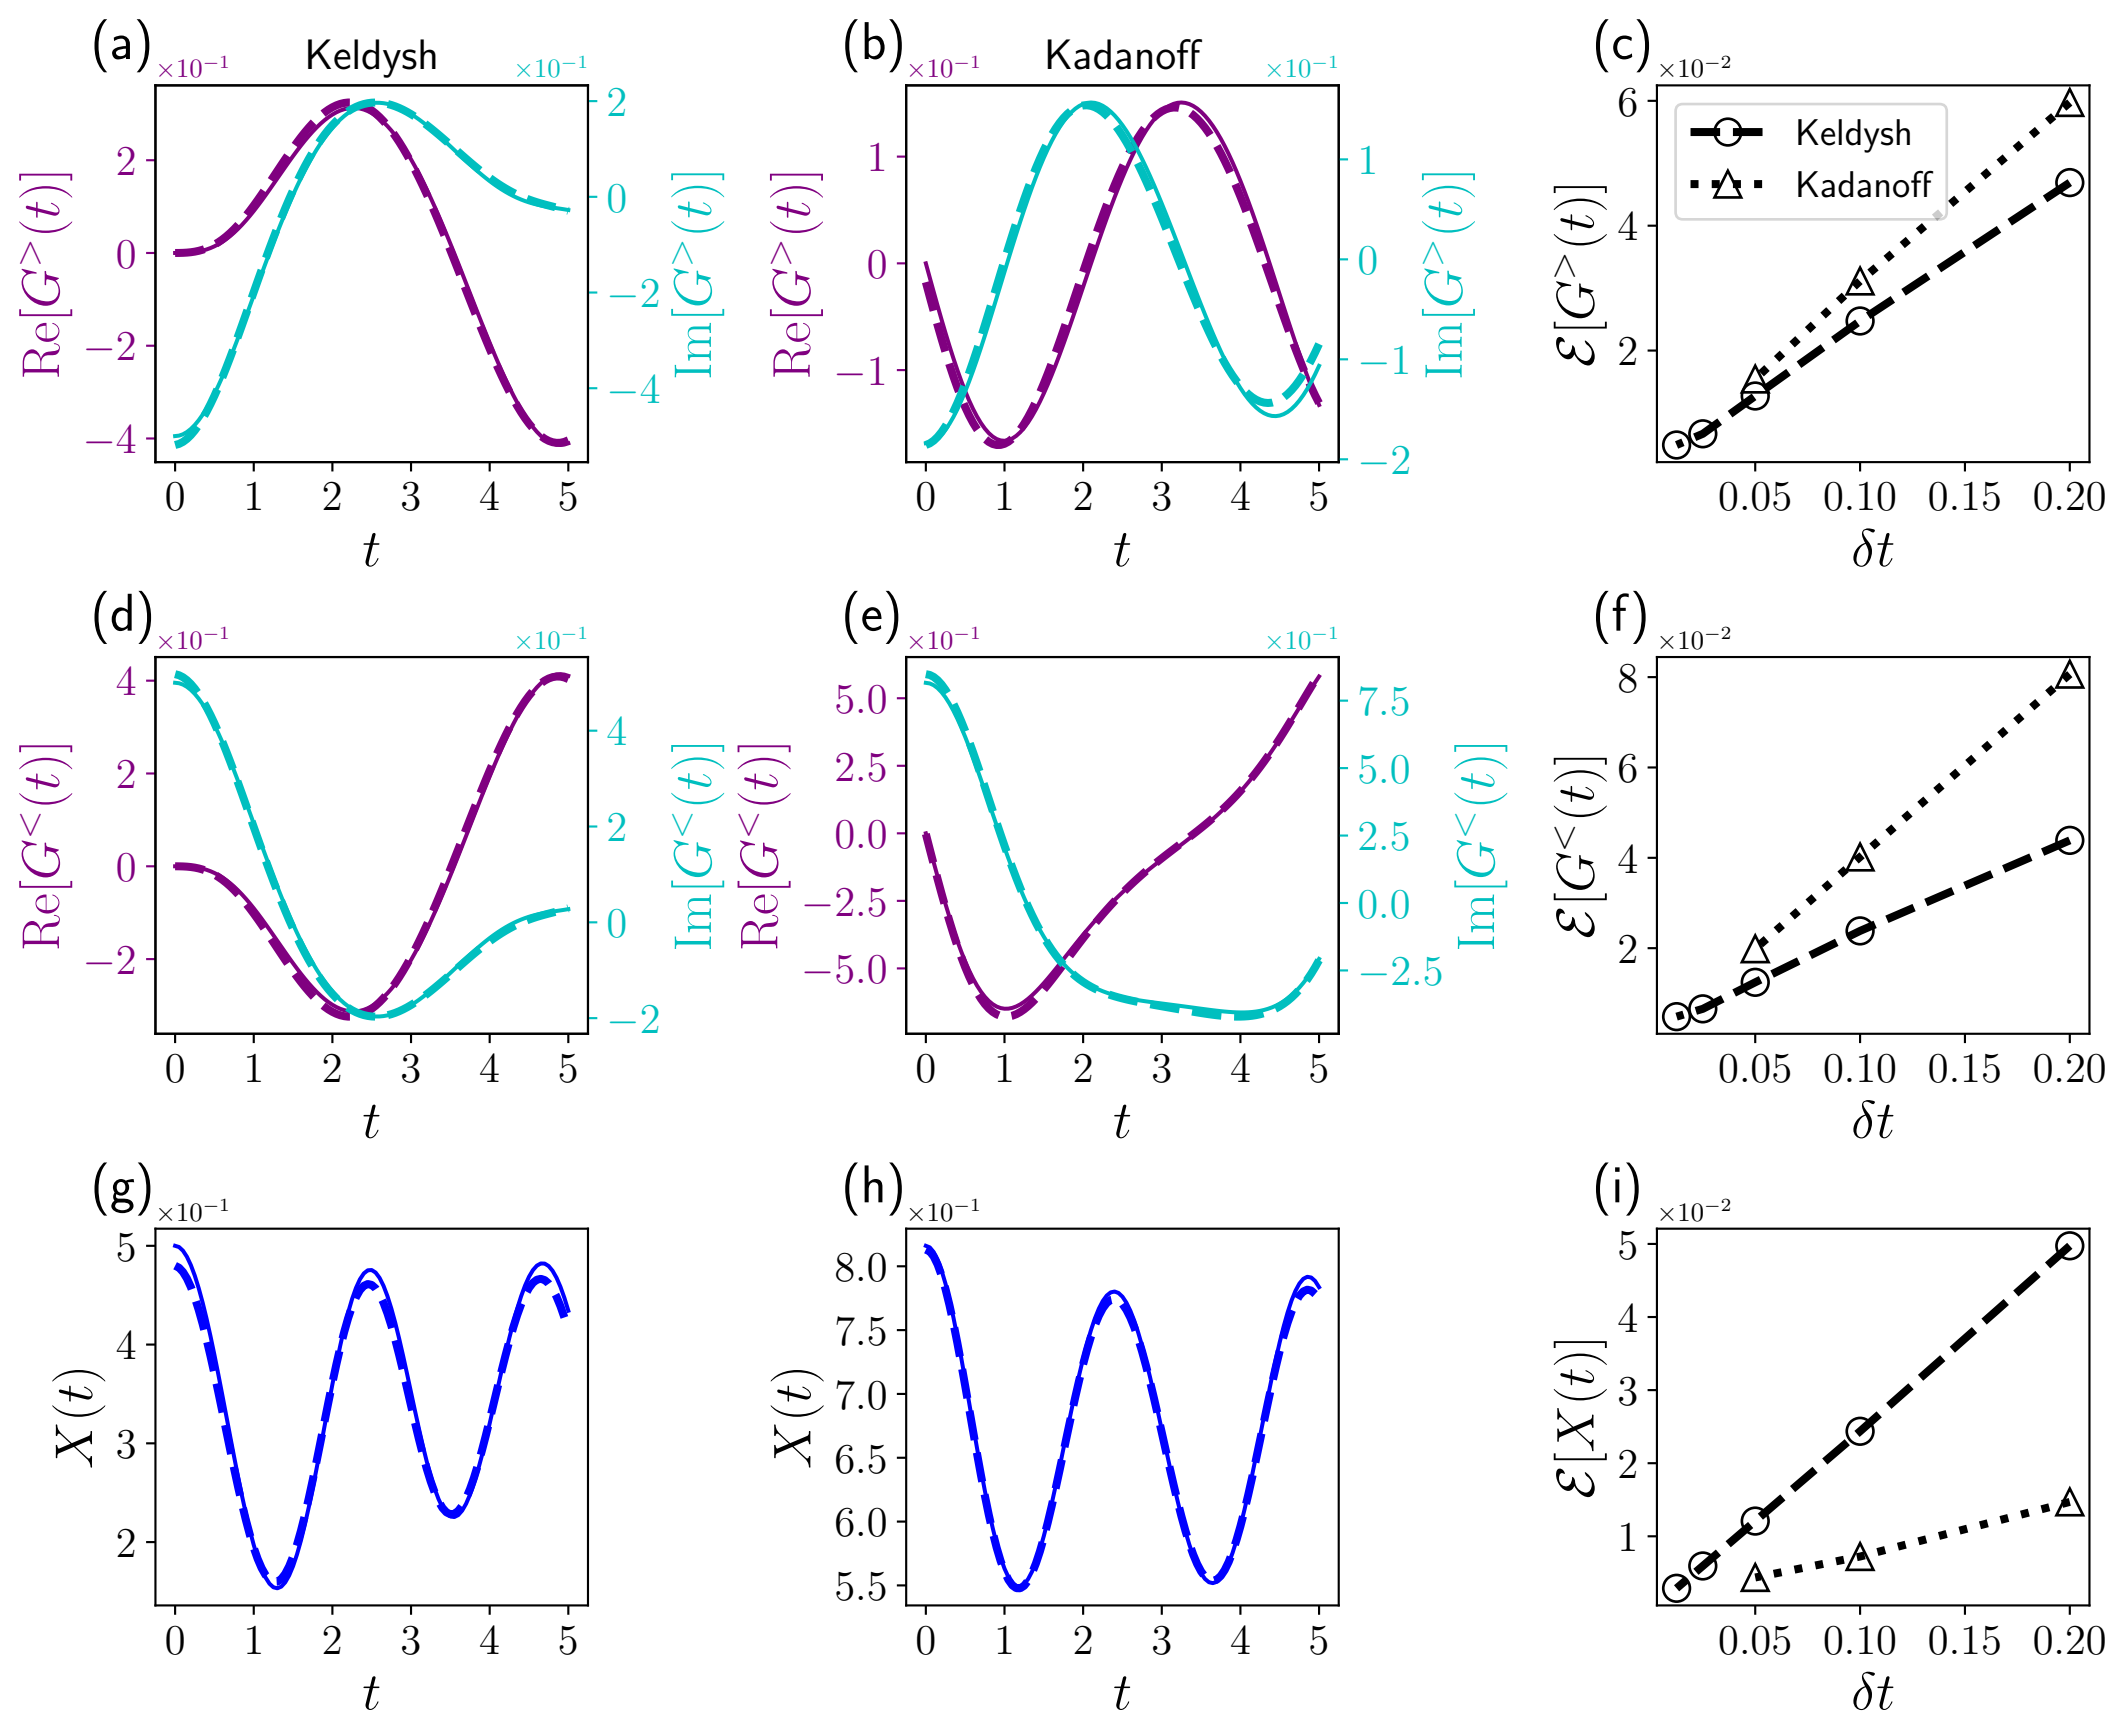 (a) Keldysh
×10⁻¹ ×10⁻¹
Re[G^>(t)]
2
0
−2
−4
2
0
−2
−4
Im[G^>(t)]
0 1 2 3 4 5
t
(b) Kadanoff
×10⁻¹ ×10⁻¹
Re[G^>(t)]
1
0
−1
1
0
−1
−2
Im[G^>(t)]
0 1 2 3 4 5
t
(c)
×10⁻²
ℰ[G^>(t)]
6
4
2
Keldysh
Kadanoff
0.05 0.10 0.15 0.20
δt
(d)
×10⁻¹ ×10⁻¹
Re[G^<(t)]
4
2
0
−2
4
2
0
−2
Im[G^<(t)]
0 1 2 3 4 5
t
(e)
×10⁻¹ ×10⁻¹
Re[G^<(t)]
5.0
2.5
0.0
−2.5
−5.0
7.5
5.0
2.5
0.0
−2.5
Im[G^<(t)]
0 1 2 3 4 5
t
(f)
×10⁻²
ℰ[G^<(t)]
8
6
4
2
0.05 0.10 0.15 0.20
δt
(g)
×10⁻¹
X(t)
5
4
3
2
0 1 2 3 4 5
t
(h)
×10⁻¹
X(t)
8.0
7.5
7.0
6.5
6.0
5.5
0 1 2 3 4 5
t
(i)
×10⁻²
ℰ[X(t)]
5
4
3
2
1
0.05 0.10 0.15 0.20
δt